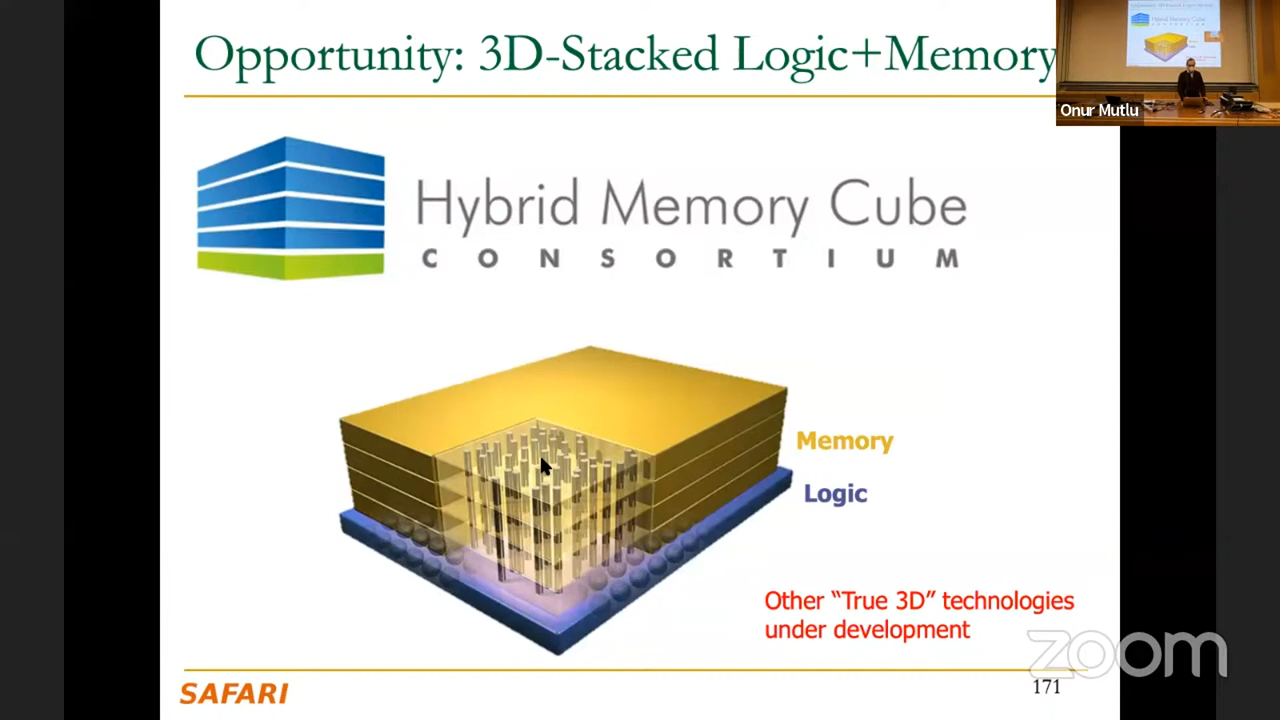 Opportunity: 3D-Stacked Logic+Memory
Onur Mutlu
Hybrid Memory Cube
CONSORTIUM
Memory
Logic
Other “True 3D” technologies
under development
zoom
SAFARI
171